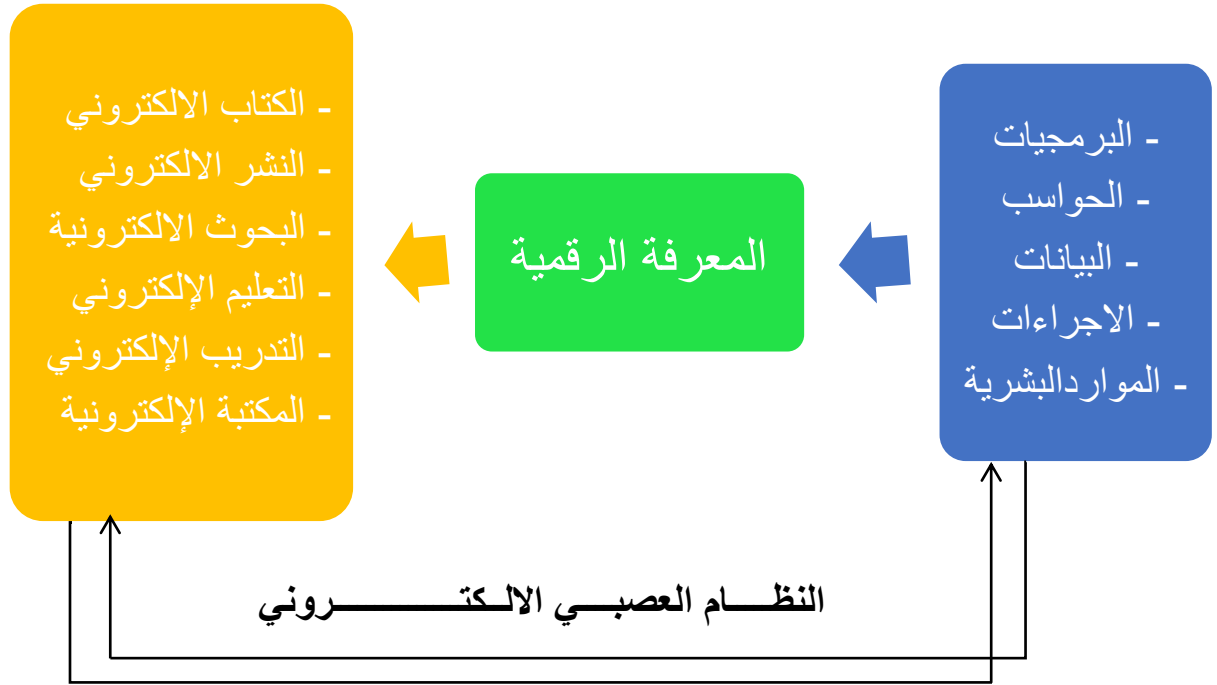 - البرمجيات
- الحواسب
- البيانات
- الاجراءات
- المواردالبشرية
المعرفة الرقمية
- الكتاب الالكتروني
- النشر الالكتروني
- البحوث الالكترونية
- التعليم الإلكتروني
- التدريب الإلكتروني
- المكتبة الإلكترونية
النظـــام العصبـــي الالـكتـــــــــــــروني